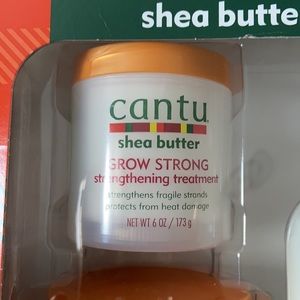 shea butte
cantu
shea butter
GROW STRONG
strengthening treatment
strengthens fragile strands
protects from heat damage
NET WT 6 OZ / 173 g